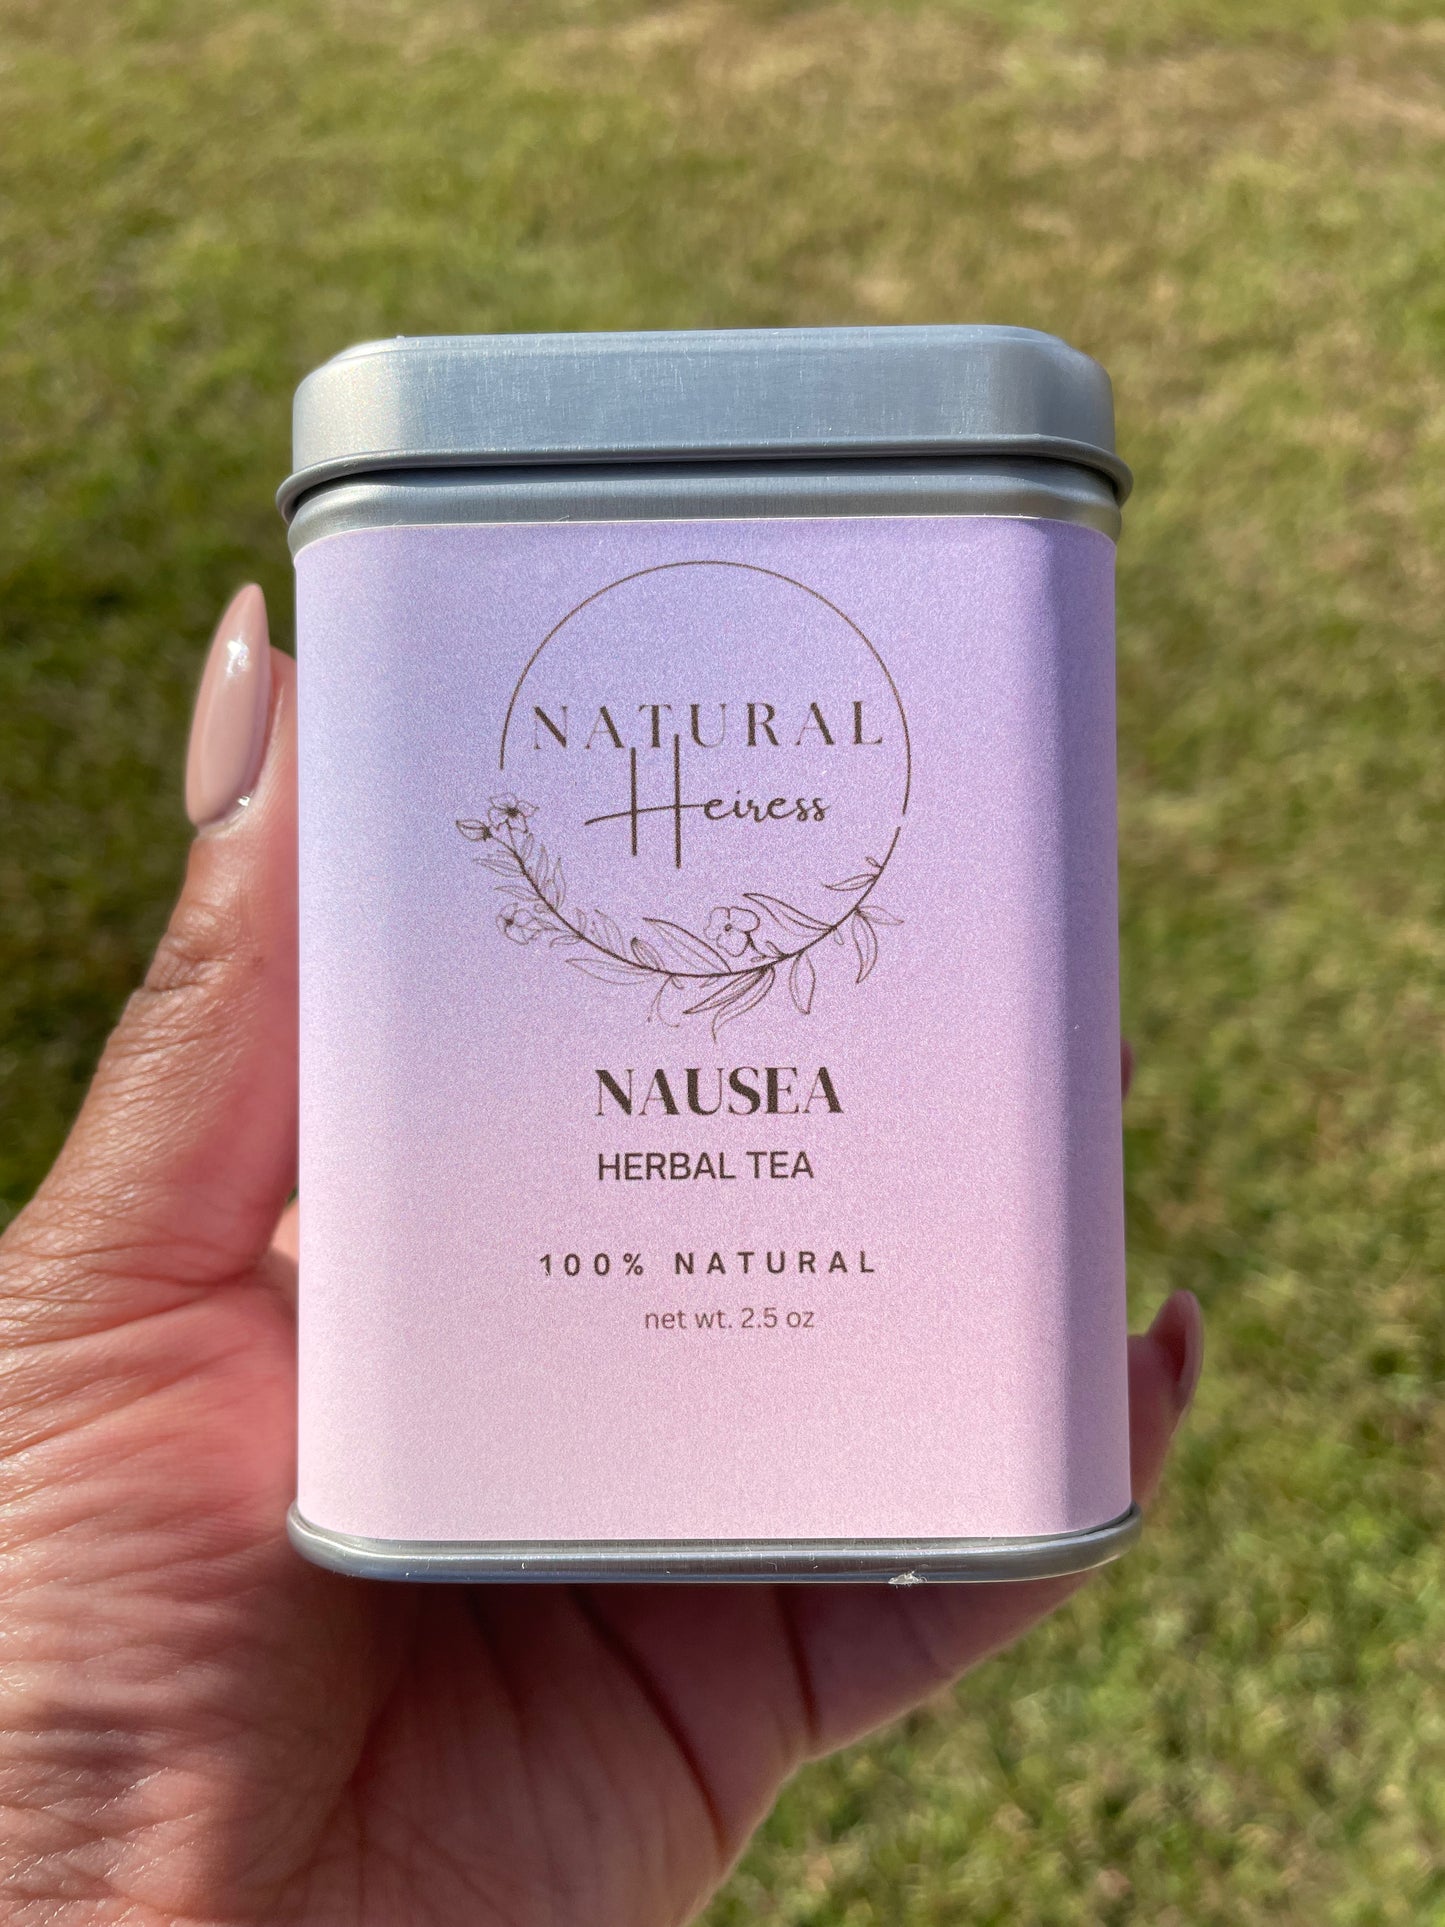 NATURAL
Heiress
NAUSEA
HERBAL TEA
100% NATURAL
net wt. 2.5 oz